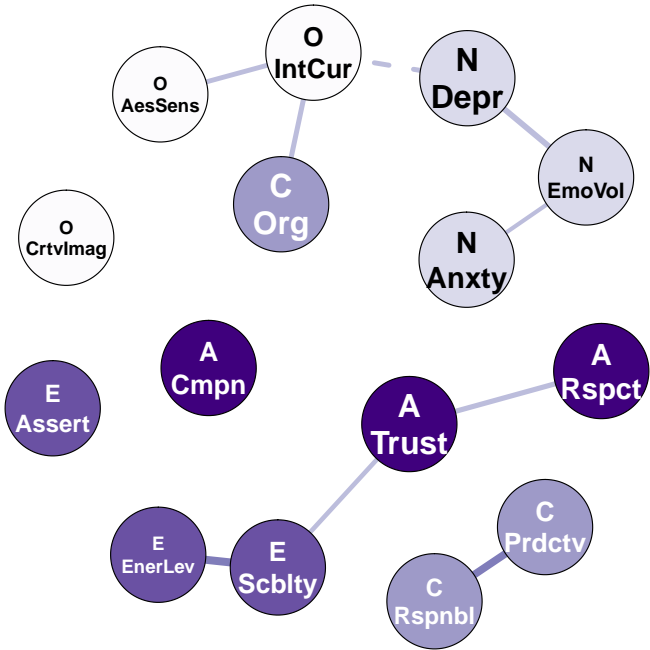 O
IntCur
N
Depr
O
AesSens
N
EmoVol
C
Org
O
CrtvImag
N
Anxty
A
Cmpn
A
Rspct
E
Assert
A
Trust
C
Prdctv
E
EnerLev
E
Scblty
C
Rspnbl